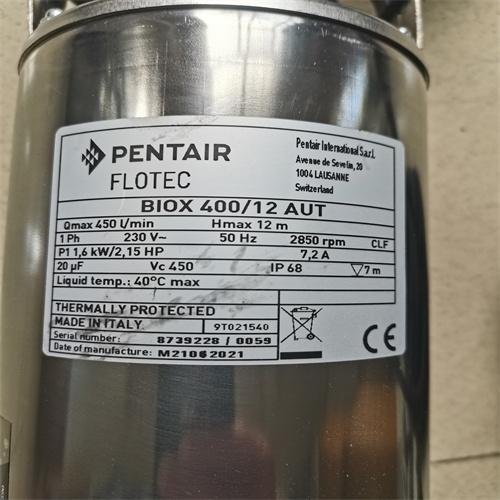 PENTAIR
FLOTEC
Pentair International S.a.r.l.
Avenue de Sevelin, 20
1004 LAUSANNE
Switzerland
BIOX 400/12 AUT
Qmax 450 l/min Hmax 12 m
1 Ph 230 V~ 50 Hz 2850 rpm CLF
P1 1,6 kW/2,15 HP 7,2 A
20 µF Vc 450 IP 68 ▽7 m
Liquid temp.: 40°C max
THERMALLY PROTECTED
MADE IN ITALY 9T021540
Serial number: 8739228 / 0059
Date of manufacture: M21062021
CE